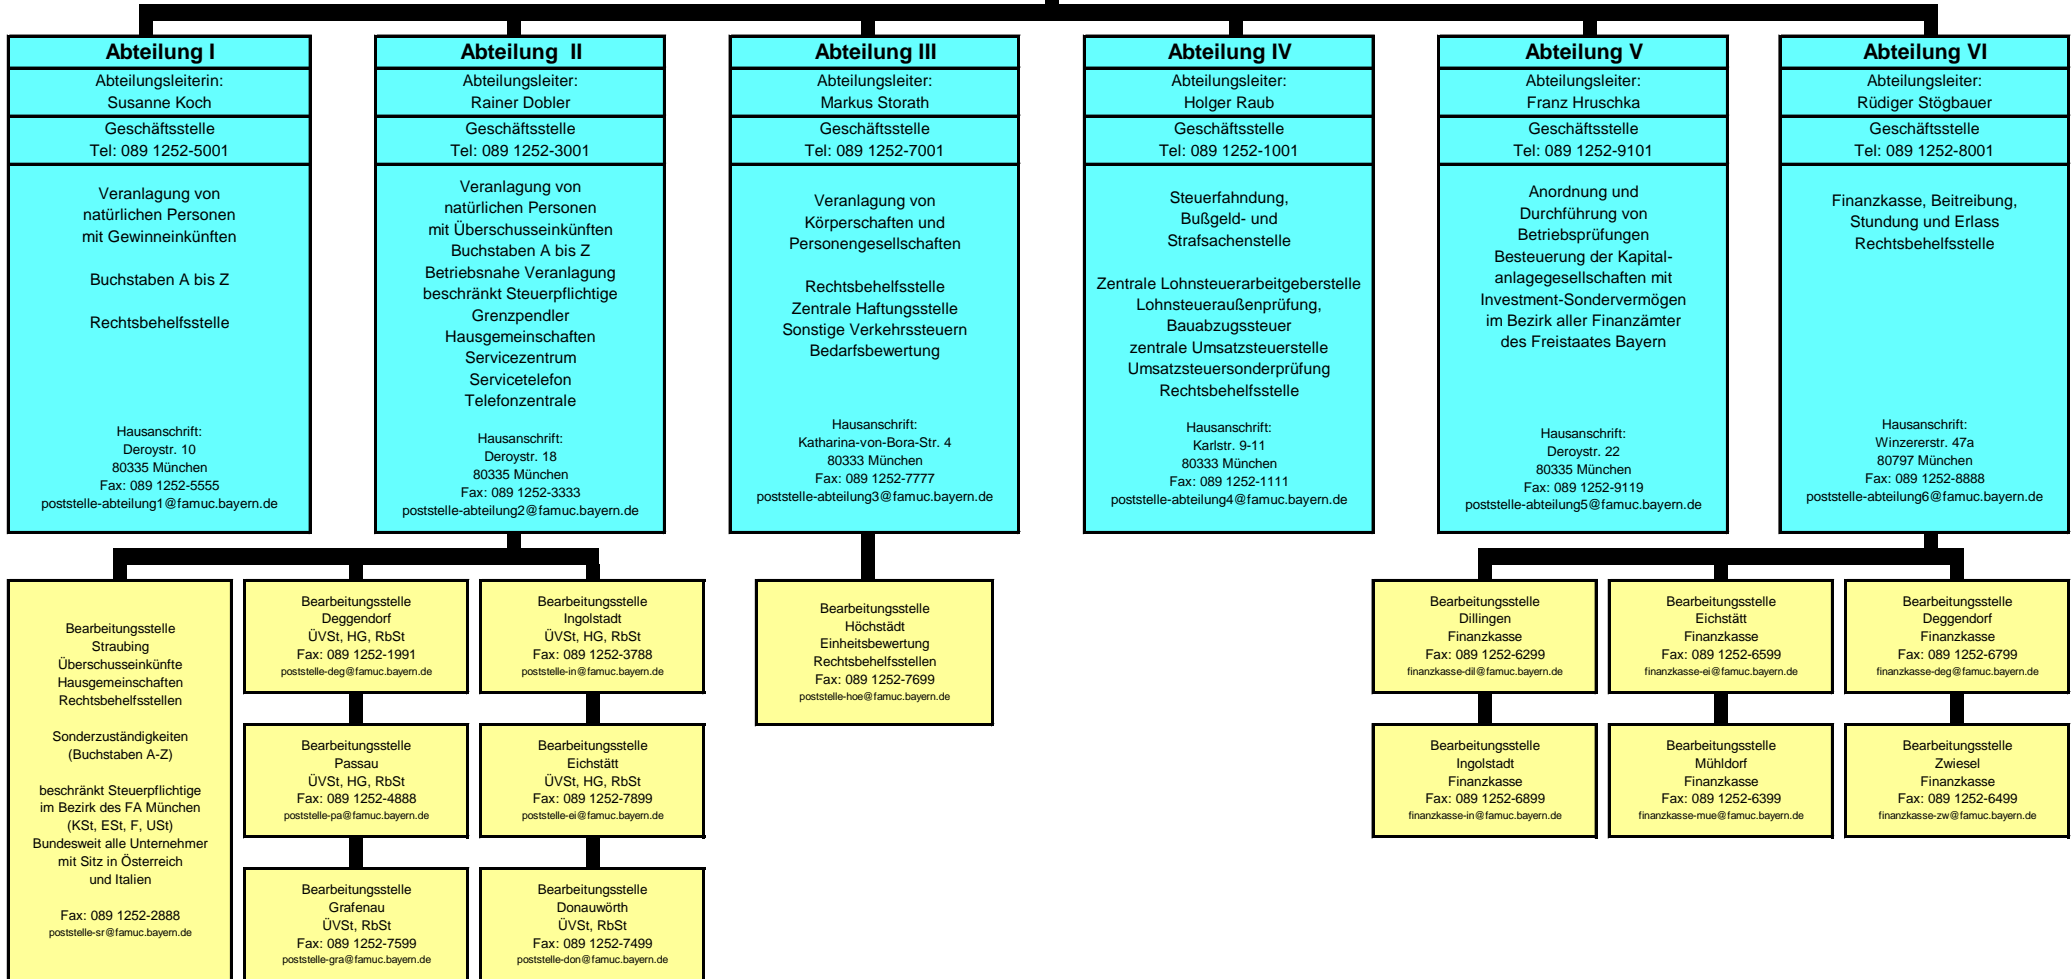 Abteilung I
Abteilungsleiterin:
Susanne Koch
Geschäftsstelle
Tel: 089 1252-5001
Veranlagung von
natürlichen Personen
mit Gewinneinkünften
Buchstaben A bis Z
Rechtsbehelfsstelle
Hausanschrift:
Deroystr. 10
80335 München
Fax: 089 1252-5555
poststelle-abteilung1@famuc.bayern.de
Abteilung II
Abteilungsleiter:
Rainer Dobler
Geschäftsstelle
Tel: 089 1252-3001
Veranlagung von
natürlichen Personen
mit Überschusseinkünften
Buchstaben A bis Z
Betriebsnahe Veranlagung
beschränkt Steuerpflichtige
Grenzpendler
Hausgemeinschaften
Servicezentrum
Servicetelefon
Telefonzentrale
Hausanschrift:
Deroystr. 18
80335 München
Fax: 089 1252-3333
poststelle-abteilung2@famuc.bayern.de
Abteilung III
Abteilungsleiter:
Markus Storath
Geschäftsstelle
Tel: 089 1252-7001
Veranlagung von
Körperschaften und
Personengesellschaften
Rechtsbehelfsstelle
Zentrale Haftungsstelle
Sonstige Verkehrssteuern
Bedarfsbewertung
Hausanschrift:
Katharina-von-Bora-Str. 4
80333 München
Fax: 089 1252-7777
poststelle-abteilung3@famuc.bayern.de
Abteilung IV
Abteilungsleiter:
Holger Raub
Geschäftsstelle
Tel: 089 1252-1001
Steuerfahndung,
Bußgeld- und
Strafsachenstelle
Zentrale Lohnsteuerarbeitgeberstelle
Lohnsteueraußenprüfung,
Bauabzugssteuer
zentrale Umsatzsteuerstelle
Umsatzsteuersonderprüfung
Rechtsbehelfsstelle
Hausanschrift:
Karlstr. 9-11
80333 München
Fax: 089 1252-1111
poststelle-abteilung4@famuc.bayern.de
Abteilung V
Abteilungsleiter:
Franz Hruschka
Geschäftsstelle
Tel: 089 1252-9101
Anordnung und
Durchführung von
Betriebsprüfungen
Besteuerung der Kapital-
anlagegesellschaften mit
Investment-Sondervermögen
im Bezirk aller Finanzämter
des Freistaates Bayern
Hausanschrift:
Deroystr. 22
80335 München
Fax: 089 1252-9119
poststelle-abteilung5@famuc.bayern.de
Abteilung VI
Abteilungsleiter:
Rüdiger Stögbauer
Geschäftsstelle
Tel: 089 1252-8001
Finanzkasse, Beitreibung,
Stundung und Erlass
Rechtsbehelfsstelle
Hausanschrift:
Winzererstr. 47a
80797 München
Fax: 089 1252-8888
poststelle-abteilung6@famuc.bayern.de
Bearbeitungsstelle
Straubing
Überschusseinkünfte
Hausgemeinschaften
Rechtsbehelfsstellen
Sonderzuständigkeiten
(Buchstaben A-Z)
beschränkt Steuerpflichtige
im Bezirk des FA München
(KSt, ESt, F, USt)
Bundesweit alle Unternehmer
mit Sitz in Österreich
und Italien
Fax: 089 1252-2888
poststelle-sr@famuc.bayern.de
Bearbeitungsstelle
Deggendorf
ÜVSt, HG, RbSt
Fax: 089 1252-1991
poststelle-deg@famuc.bayern.de
Bearbeitungsstelle
Passau
ÜVSt, HG, RbSt
Fax: 089 1252-4888
poststelle-pa@famuc.bayern.de
Bearbeitungsstelle
Grafenau
ÜVSt, RbSt
Fax: 089 1252-7599
poststelle-gra@famuc.bayern.de
Bearbeitungsstelle
Ingolstadt
ÜVSt, HG, RbSt
Fax: 089 1252-3788
poststelle-in@famuc.bayern.de
Bearbeitungsstelle
Eichstätt
ÜVSt, HG, RbSt
Fax: 089 1252-7899
poststelle-ei@famuc.bayern.de
Bearbeitungsstelle
Donauwörth
ÜVSt, RbSt
Fax: 089 1252-7499
poststelle-don@famuc.bayern.de
Bearbeitungsstelle
Höchstädt
Einheitsbewertung
Rechtsbehelfsstellen
Fax: 089 1252-7699
poststelle-hoe@famuc.bayern.de
Bearbeitungsstelle
Dillingen
Finanzkasse
Fax: 089 1252-6299
finanzkasse-dil@famuc.bayern.de
Bearbeitungsstelle
Ingolstadt
Finanzkasse
Fax: 089 1252-6899
finanzkasse-in@famuc.bayern.de
Bearbeitungsstelle
Eichstätt
Finanzkasse
Fax: 089 1252-6599
finanzkasse-ei@famuc.bayern.de
Bearbeitungsstelle
Mühldorf
Finanzkasse
Fax: 089 1252-6399
finanzkasse-mue@famuc.bayern.de
Bearbeitungsstelle
Deggendorf
Finanzkasse
Fax: 089 1252-6799
finanzkasse-deg@famuc.bayern.de
Bearbeitungsstelle
Zwiesel
Finanzkasse
Fax: 089 1252-6499
finanzkasse-zw@famuc.bayern.de